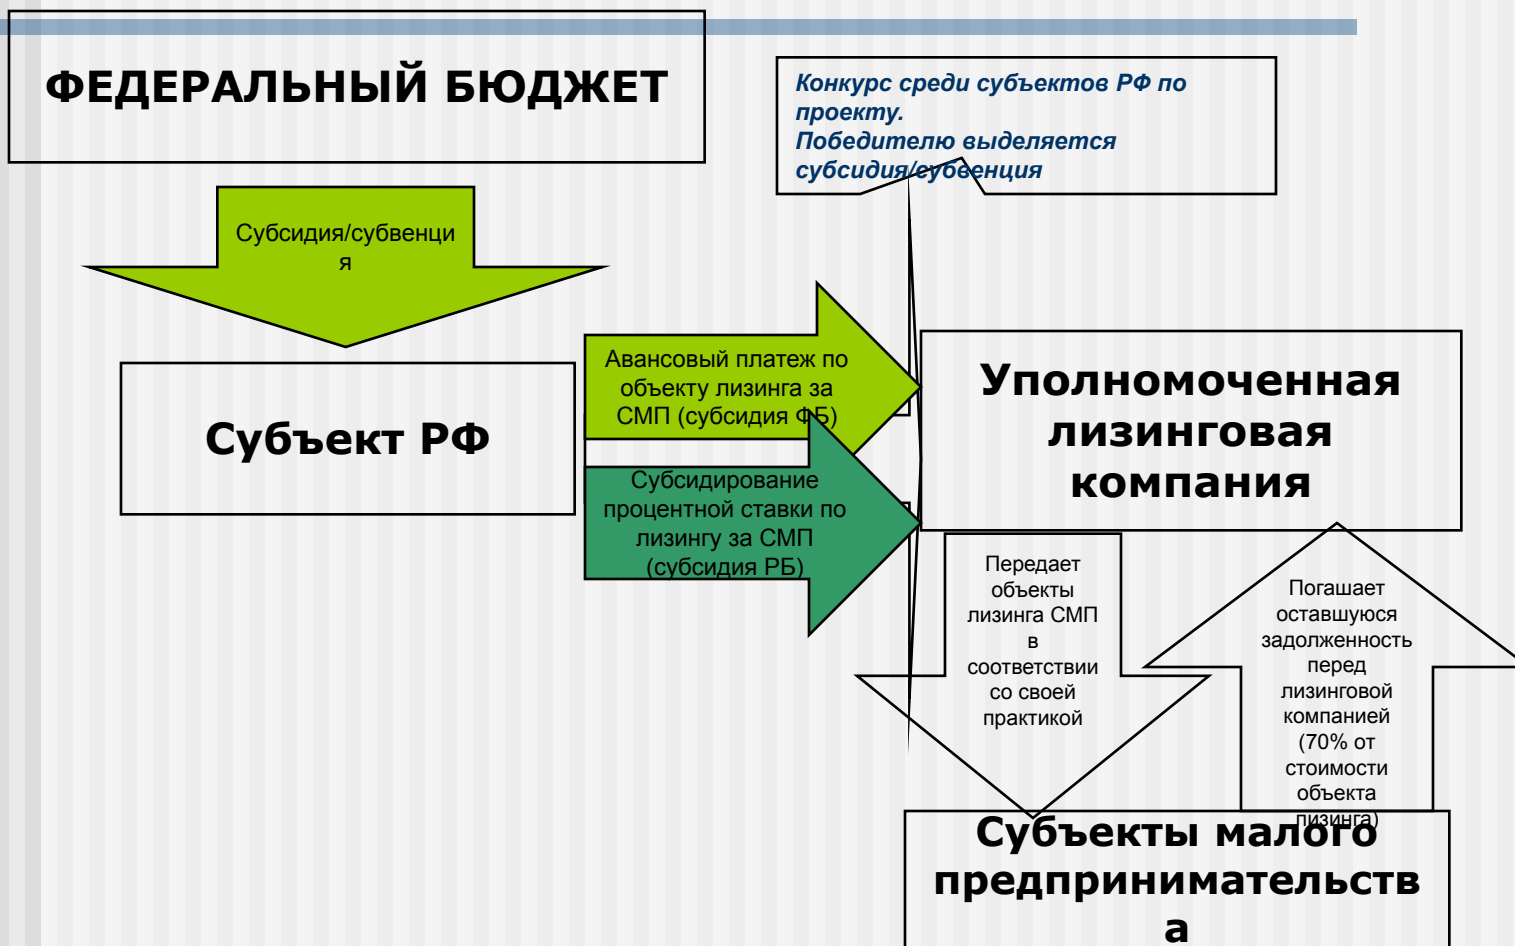 ФЕДЕРАЛЬНЫЙ БЮДЖЕТ
Конкурс среди субъектов РФ по
проекту.
Победителю выделяется
субсидия/субвенция
Субсидия/субвенци
я
Субъект РФ
Авансовый платеж по
объекту лизинга за
СМП (субсидия ФБ)
Субсидирование
процентной ставки по
лизингу за СМП
(субсидия РБ)
Уполномоченная
лизинговая
компания
Передает
объекты
лизинга СМП
в
соответствии
со своей
практикой
Погашает
оставшуюся
задолженность
перед
лизинговой
компанией
(70% от
стоимости
объекта
лизинга)
Субъекты малого
предпринимательств
а